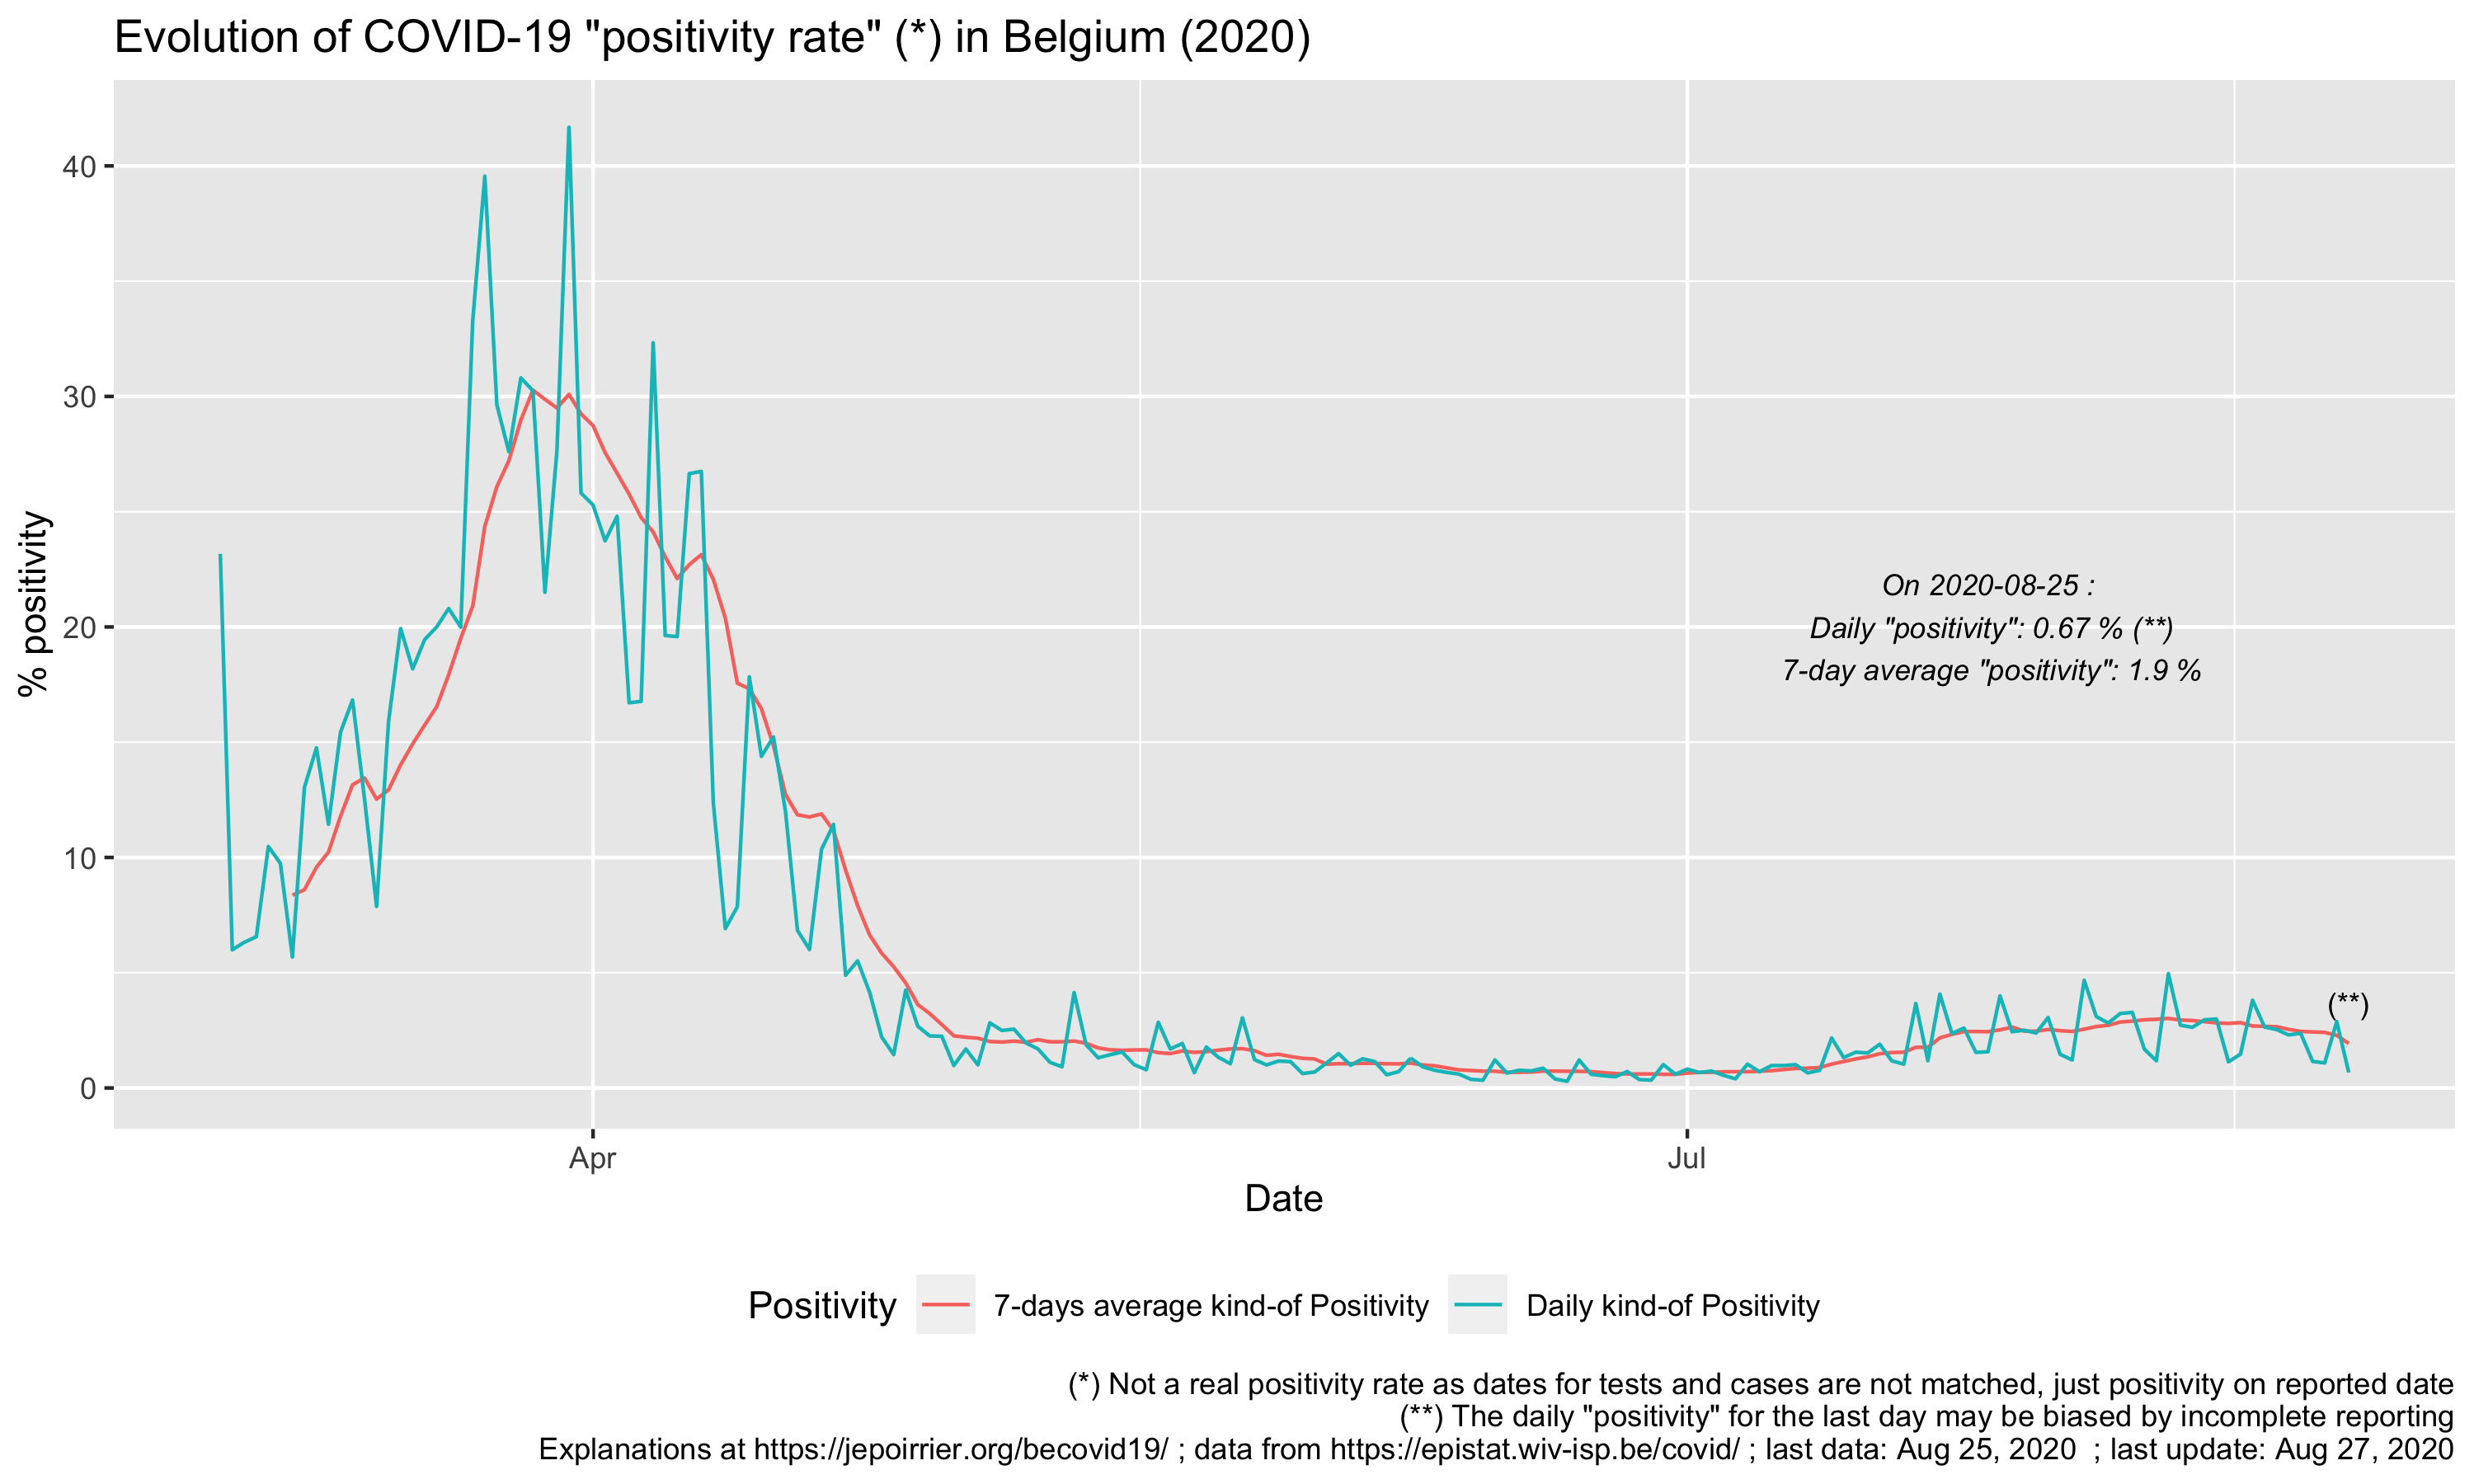 Evolution of COVID-19 "positivity rate" (*) in Belgium (2020)
% positivity
40
30
20
10
0
On 2020-08-25 :
Daily "positivity": 0.67 % (**)
7-day average "positivity": 1.9 %
(**)
Apr
Jul
Date
Positivity 7-days average kind-of Positivity Daily kind-of Positivity
(*) Not a real positivity rate as dates for tests and cases are not matched, just positivity on reported date
(**) The daily "positivity" for the last day may be biased by incomplete reporting
Explanations at https://jepoirrier.org/becovid19/ ; data from https://epistat.wiv-isp.be/covid/ ; last data: Aug 25, 2020  ; last update: Aug 27, 2020